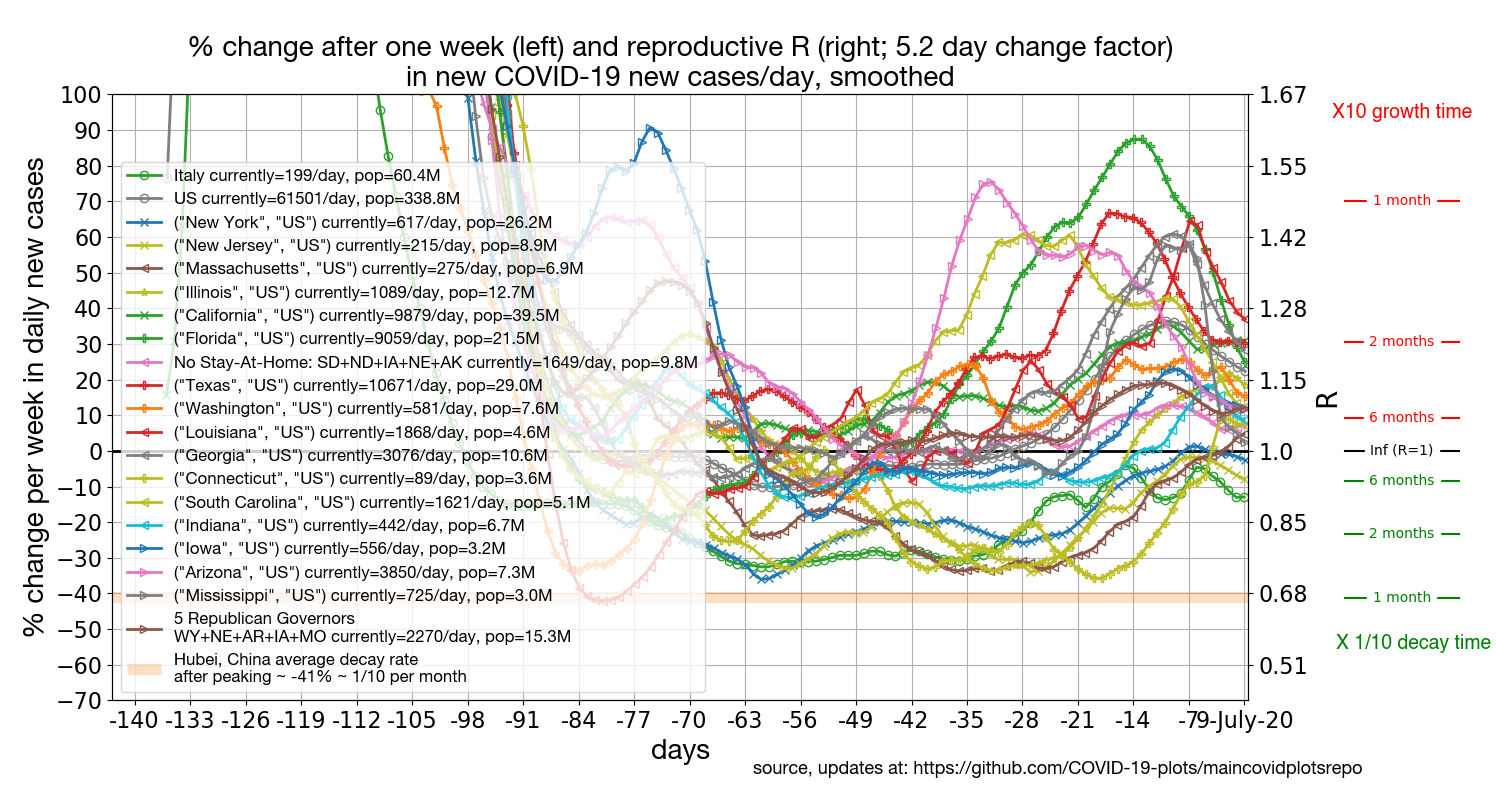 % change after one week (left) and reproductive R (right; 5.2 day change factor)
in new COVID-19 new cases/day, smoothed
% change per week in daily new cases
100
90
80
70
60
50
40
30
20
10
0
−10
−20
−30
−40
−50
−60
−70
Italy currently=199/day, pop=60.4M
US currently=61501/day, pop=338.8M
("New York", "US") currently=617/day, pop=26.2M
("New Jersey", "US") currently=215/day, pop=8.9M
("Massachusetts", "US") currently=275/day, pop=6.9M
("Illinois", "US") currently=1089/day, pop=12.7M
("California", "US") currently=9879/day, pop=39.5M
("Florida", "US") currently=9059/day, pop=21.5M
No Stay-At-Home: SD+ND+IA+NE+AK currently=1649/day, pop=9.8M
("Texas", "US") currently=10671/day, pop=29.0M
("Washington", "US") currently=581/day, pop=7.6M
("Louisiana", "US") currently=1868/day, pop=4.6M
("Georgia", "US") currently=3076/day, pop=10.6M
("Connecticut", "US") currently=89/day, pop=3.6M
("South Carolina", "US") currently=1621/day, pop=5.1M
("Indiana", "US") currently=442/day, pop=6.7M
("Iowa", "US") currently=556/day, pop=3.2M
("Arizona", "US") currently=3850/day, pop=7.3M
("Mississippi", "US") currently=725/day, pop=3.0M
5 Republican Governors
WY+NE+AR+IA+MO currently=2270/day, pop=15.3M
Hubei, China average decay rate
after peaking ~ -41% ~ 1/10 per month
1.67
1.55
1.42
1.28
1.15
1.0
0.85
0.68
0.51
R
X10 growth time
1 month
2 months
6 months
Inf (R=1)
6 months
2 months
1 month
X 1/10 decay time
-140 -133 -126 -119 -112 -105 -98 -91 -84 -77 -70 -63 -56 -49 -42 -35 -28 -21 -14 -7 9-July-20
days
source, updates at: https://github.com/COVID-19-plots/maincovidplotsrepo